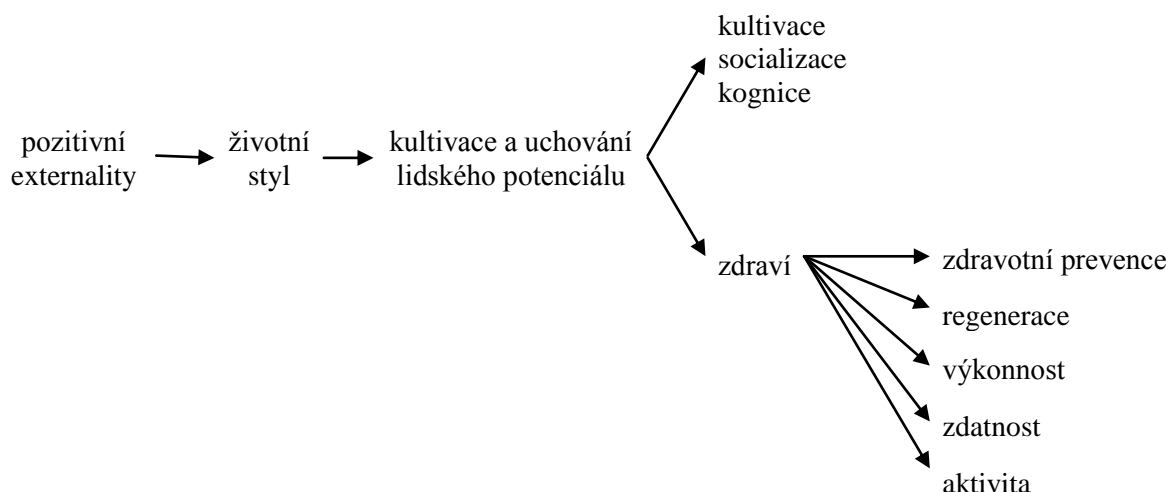 kultivace
socializace
kognice
pozitivní
externality
životní
styl
kultivace a uchování
lidského potenciálu
zdraví
zdravotní prevence
regenerace
výkonnost
zdatnost
aktivita